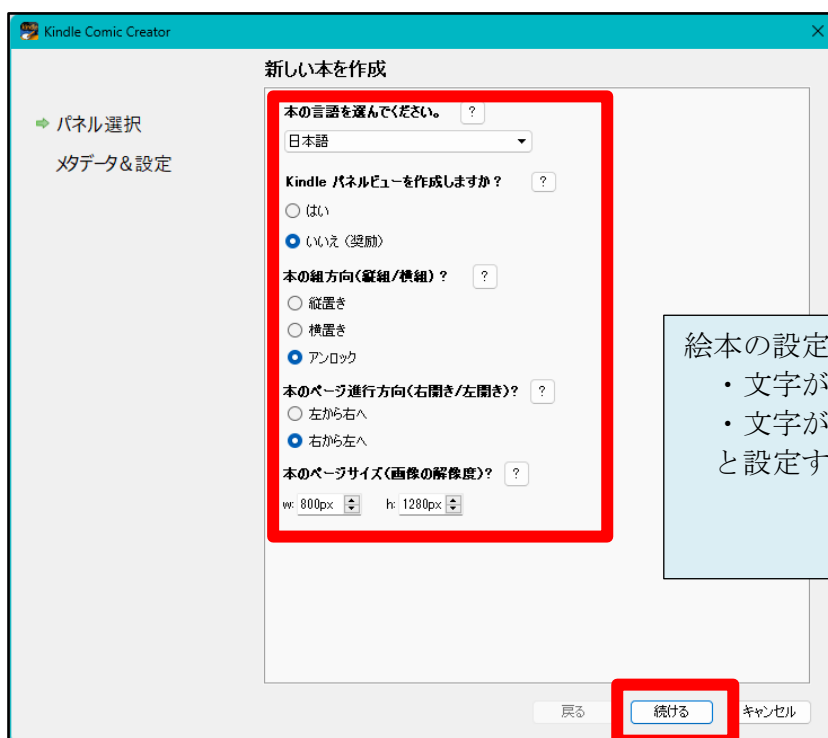 Kindle Comic Creator
新しい本を作成
パネル選択
メタデータ&設定
本の言語を選んでください。 ?
日本語
Kindle パネルビューを作成しますか? ?
はい
いいえ (奨励)
本の組方向(縦組/横組)? ?
縦置き
横置き
アンロック
本のページ進行方向(右開き/左開き)? ?
左から右へ
右から左へ
本のページサイズ(画像の解像度)? ?
w: 800px h: 1280px
絵本の設定
・文字が
・文字が
と設定す
戻る 続ける キャンセル